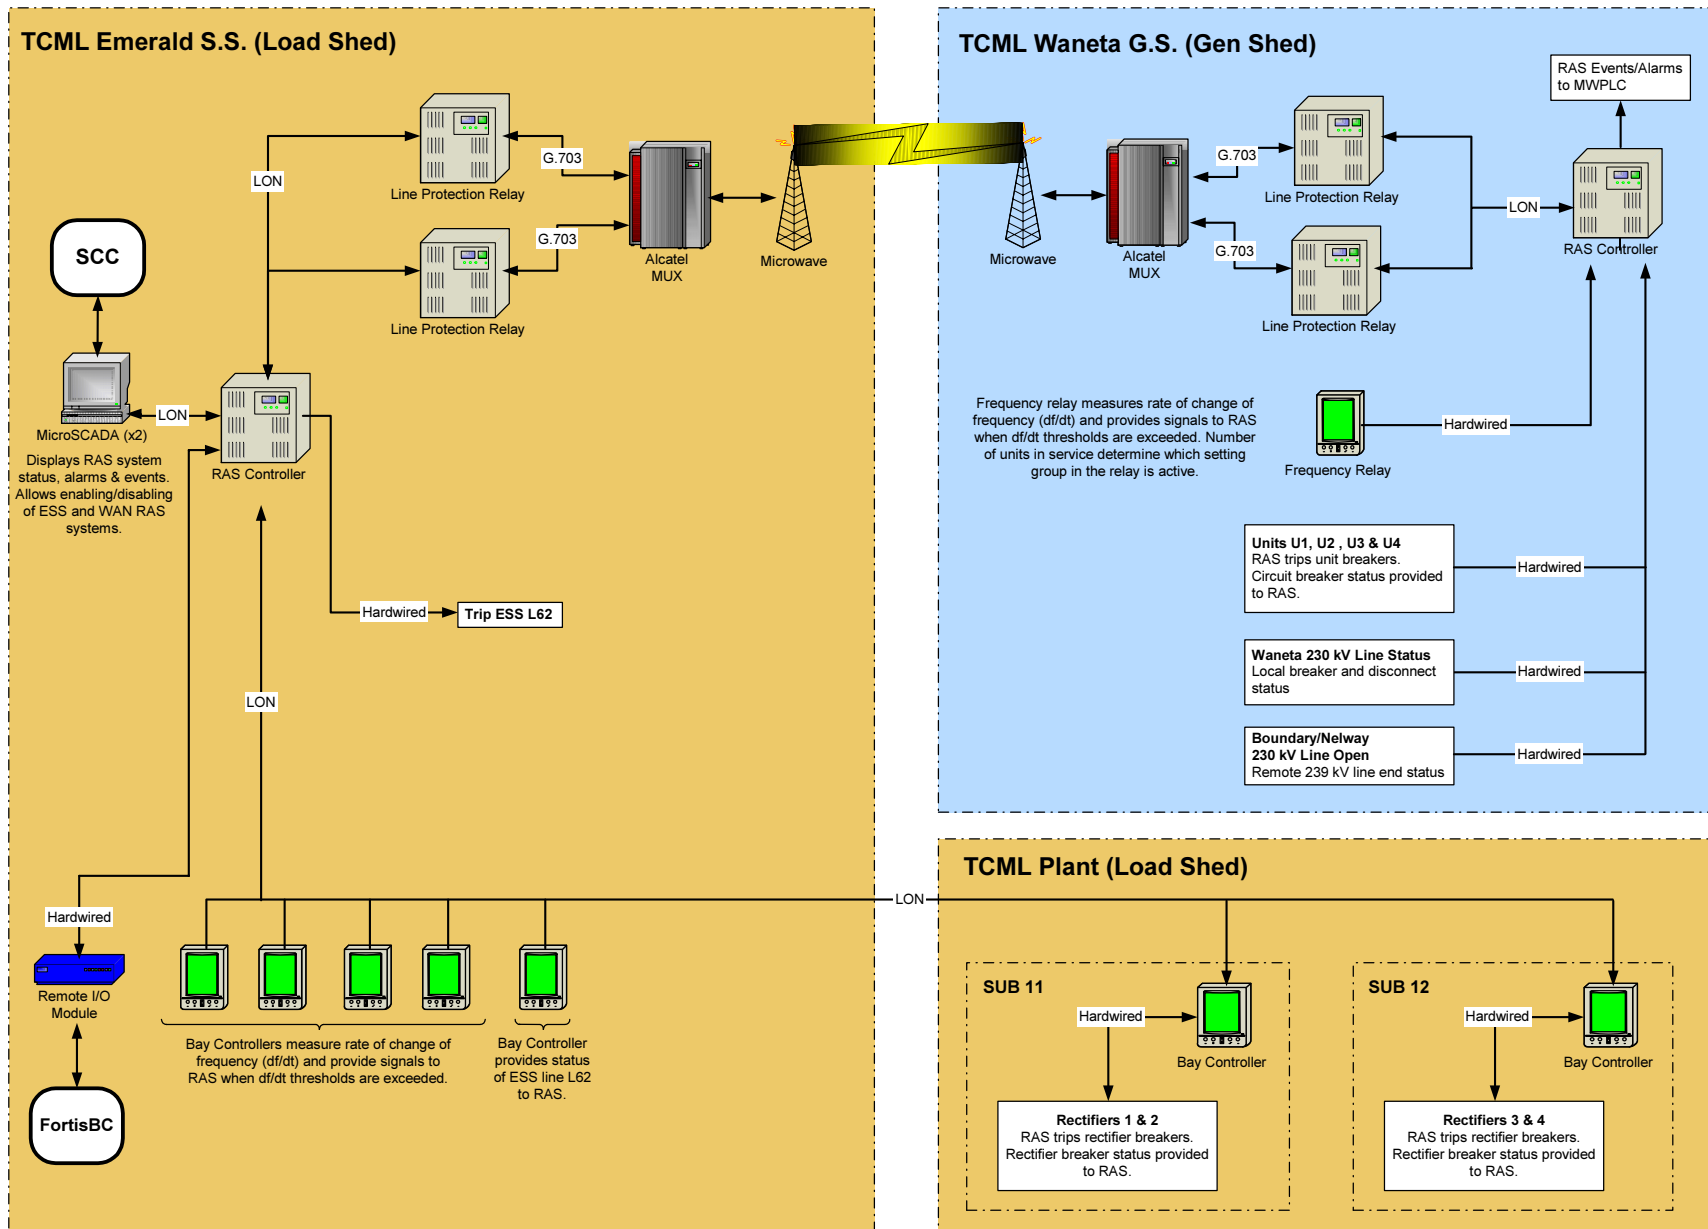 TCML Emerald S.S. (Load Shed)
G.703
LON
Line Protection Relay
G.703
Alcatel
MUX
Microwave
Line Protection Relay
SCC
LON
MicroSCADA (x2)
Displays RAS system
status, alarms & events.
Allows enabling/disabling
of ESS and WAN RAS
systems.
RAS Controller
Hardwired
Trip ESS L62
LON
Hardwired
Remote I/O
Module
FortisBC
Bay Controllers measure rate of change of
frequency (df/dt) and provide signals to
RAS when df/dt thresholds are exceeded.
Bay Controller
provides status
of ESS line L62
to RAS.
LON
TCML Waneta G.S. (Gen Shed)
RAS Events/Alarms
to MWPLC
G.703
Line Protection Relay
LON
RAS Controller
G.703
Microwave
Alcatel
MUX
Line Protection Relay
Frequency relay measures rate of change of
frequency (df/dt) and provides signals to RAS
when df/dt thresholds are exceeded. Number
of units in service determine which setting
group in the relay is active.
Hardwired
Frequency Relay
Units U1, U2 , U3 & U4
RAS trips unit breakers.
Circuit breaker status provided
to RAS.
Hardwired
Waneta 230 kV Line Status
Local breaker and disconnect
status
Hardwired
Boundary/Nelway
230 kV Line Open
Remote 239 kV line end status
Hardwired
TCML Plant (Load Shed)
SUB 11
Hardwired
Bay Controller
Rectifiers 1 & 2
RAS trips rectifier breakers.
Rectifier breaker status provided
to RAS.
SUB 12
Hardwired
Bay Controller
Rectifiers 3 & 4
RAS trips rectifier breakers.
Rectifier breaker status provided
to RAS.